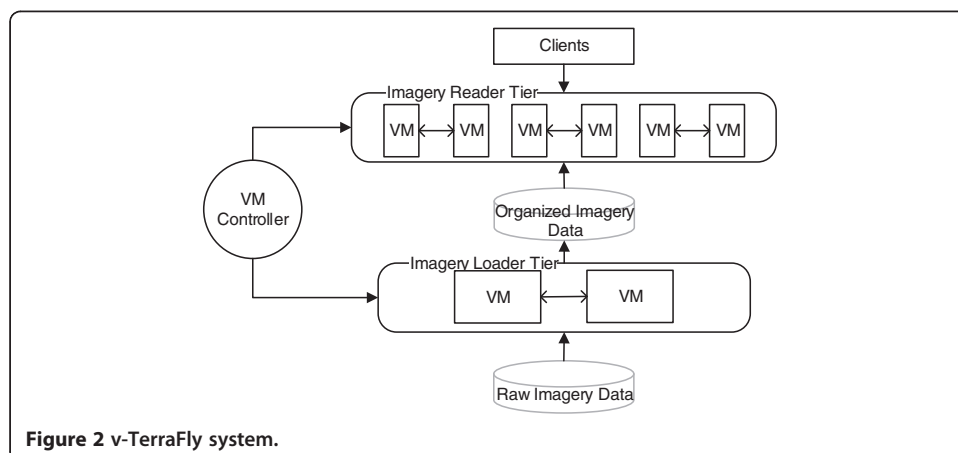 Clients
Imagery Reader Tier
VM VM VM VM VM VM
VM
Controller
Organized Imagery
Data
Imagery Loader Tier
VM VM
Raw Imagery Data
Figure 2 v-TerraFly system.